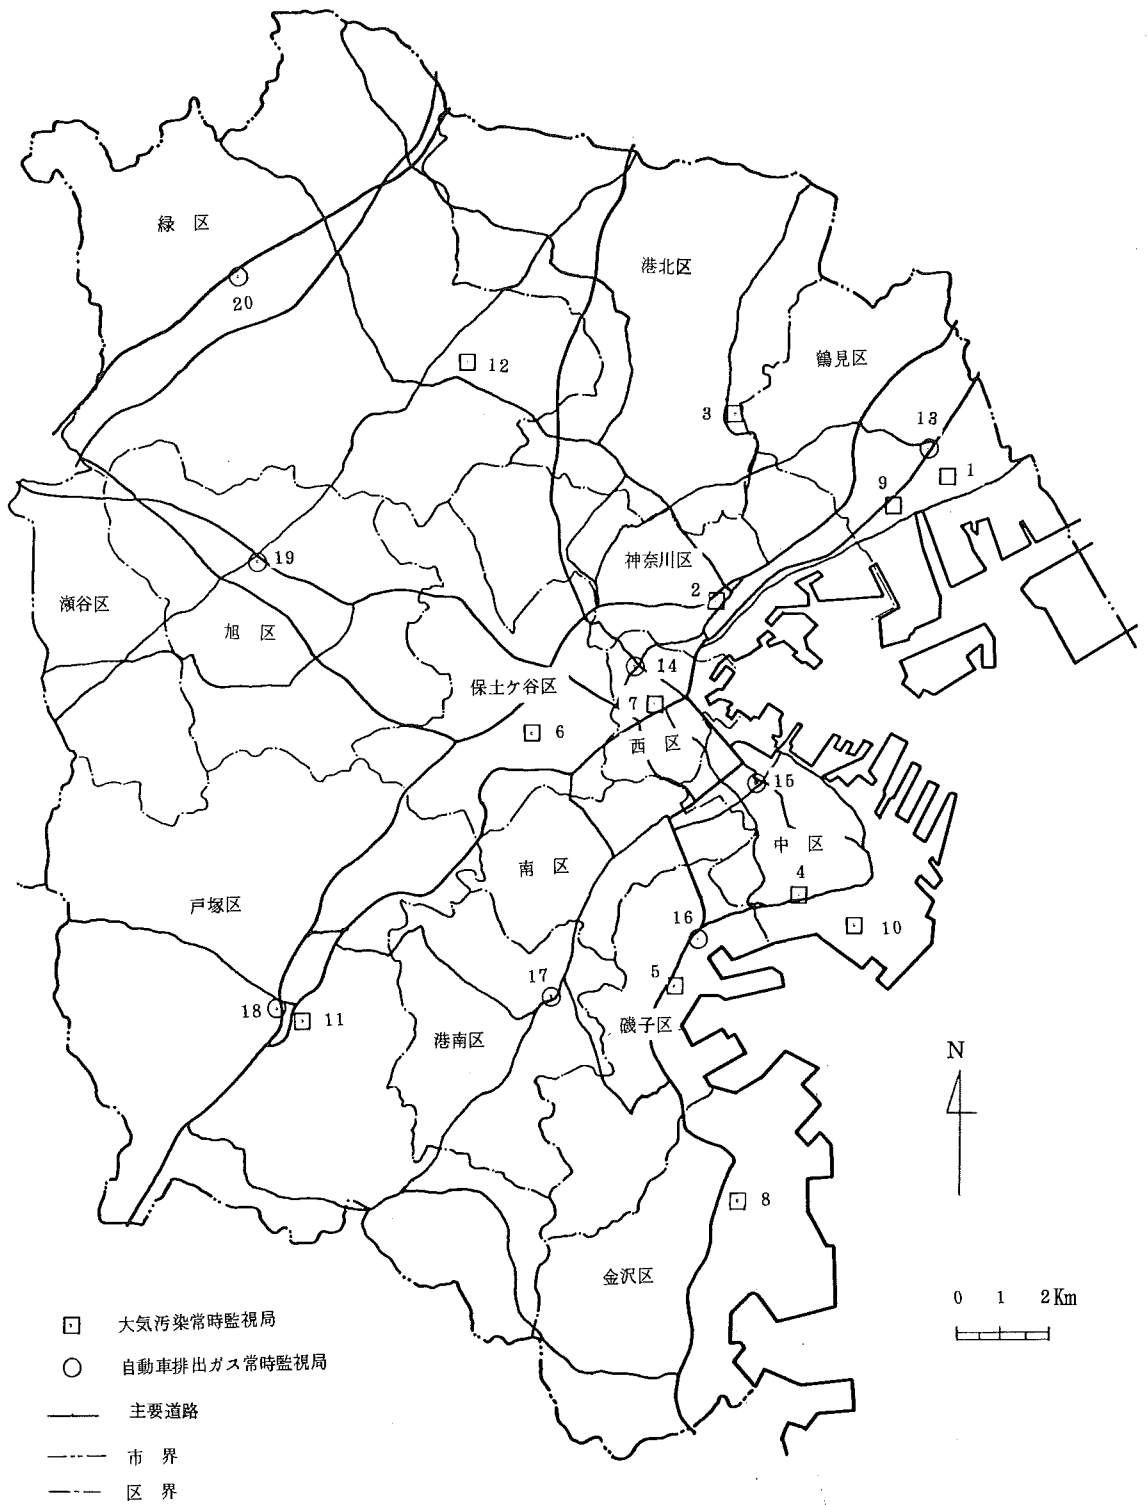 緑 区
港北区
20
鶴見区
12
3
13
1
9
19
神奈川区
2
瀬谷区
旭 区
14
保土ケ谷区
7
6
西 区
15
中 区
南 区
4
戸塚区
16
10
17
5
18
11
磯子区
港南区
N
8
金沢区
0 1 2Km
大気汚染常時監視局
自動車排出ガス常時監視局
主要道路
市 界
区 界